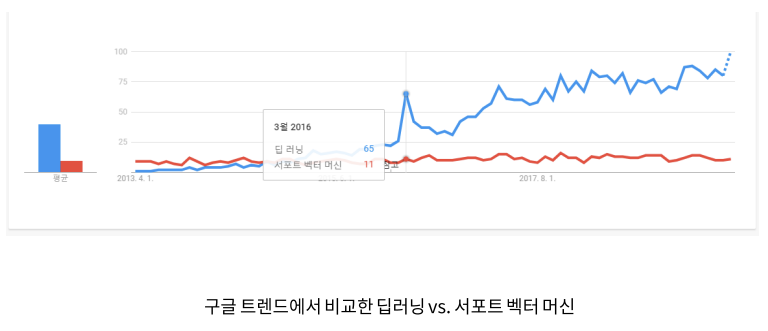 100
75
50
25
3월 2016
딥 러닝 65
서포트 벡터 머신 11
참고
평균
2013. 4. 1.
2017. 8. 1.
구글 트렌드에서 비교한 딥러닝 vs. 서포트 벡터 머신